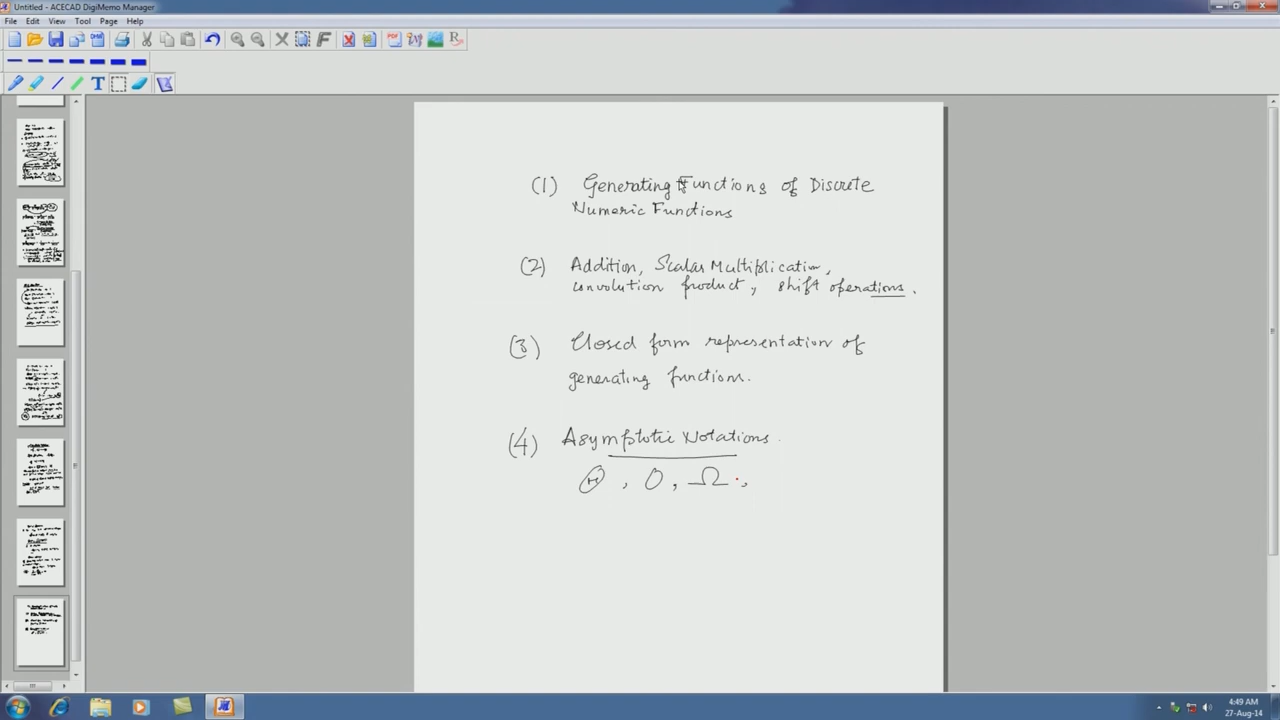 Untitled - ACECAD DigiMemo Manager
File Edit View Tool Page Help
(1) Generating Functions of Discrete
Numeric Functions
(2) Addition, Scalar Multiplication,
convolution product, shift operations.
(3) Closed form representation of
generating functions.
(4) Asymptotic Notations.
Θ, O, Ω,
4:49 AM
27-Aug-14